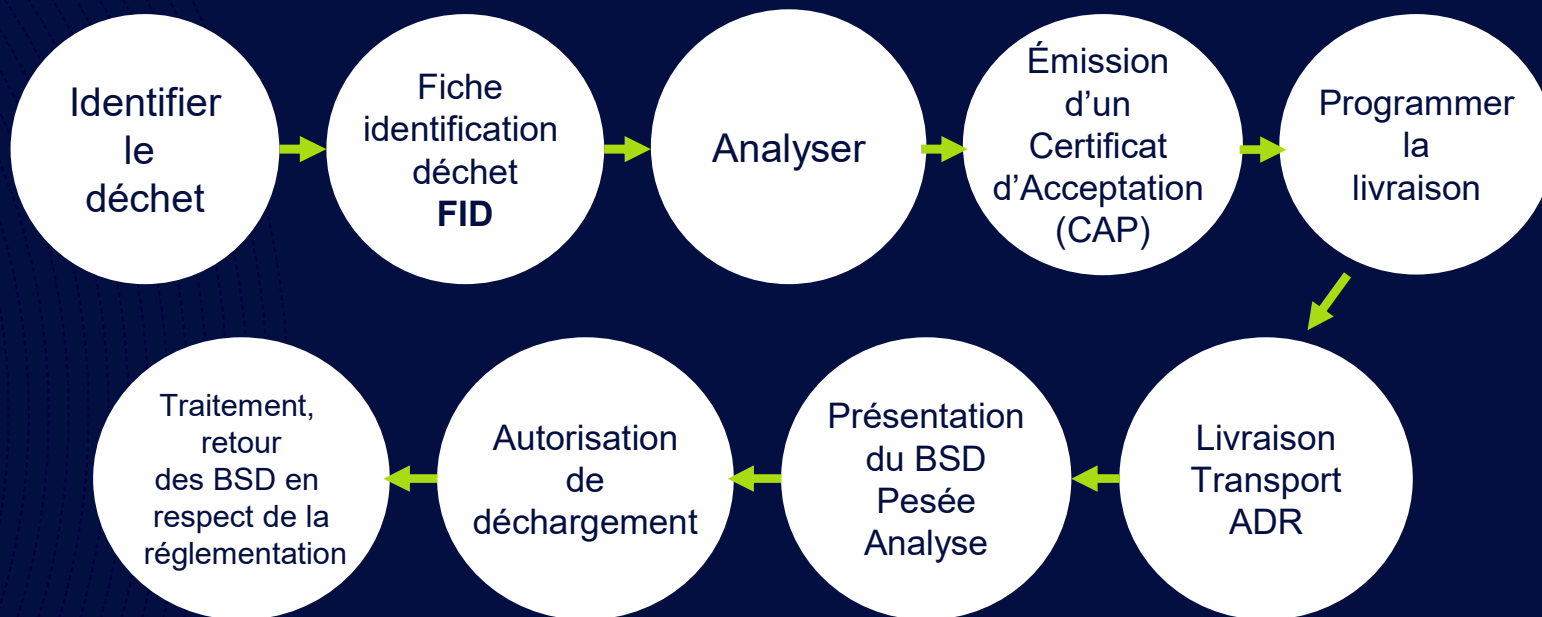 Identifier
le
déchet
Fiche
identification
déchet
FID
Analyser
Émission
d'un
Certificat
d'Acceptation
(CAP)
Programmer
la
livraison
Livraison
Transport
ADR
Présentation
du BSD
Pesée
Analyse
Autorisation
de
déchargement
Traitement,
retour
des BSD en
respect de la
réglementation